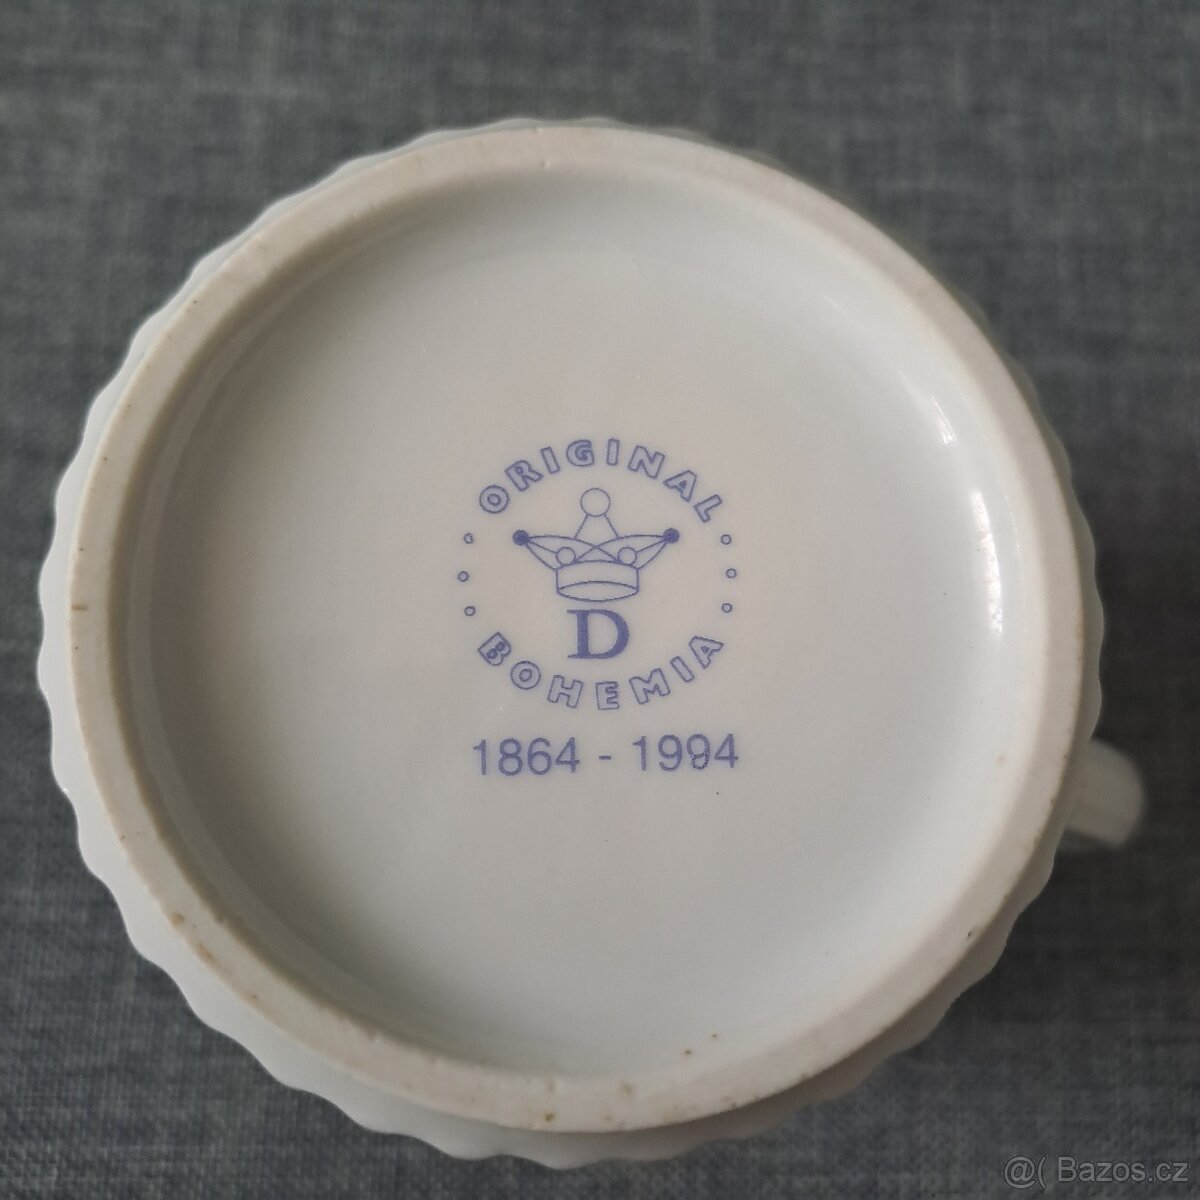 ORIGINAL
D
BOHEMIA
1864 - 1994
@( Bazos.cz